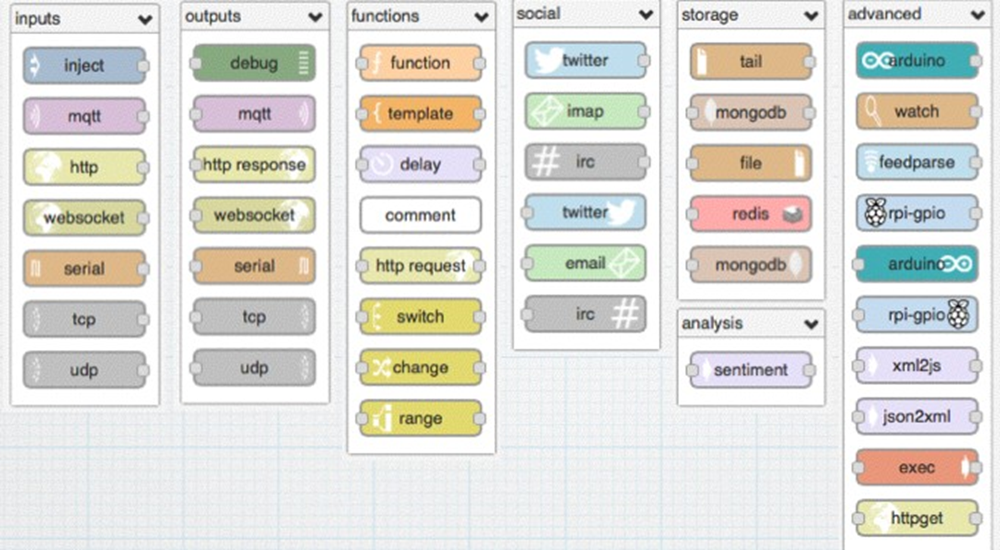 inputs
inject
mqtt
http
websocket
serial
tcp
udp
outputs
debug
mqtt
http response
websocket
serial
tcp
udp
functions
function
template
delay
comment
http request
switch
change
range
social
twitter
imap
irc
twitter
email
irc
storage
tail
mongodb
file
redis
mongodb
analysis
sentiment
advanced
arduino
watch
feedparse
rpi-gpio
arduino
rpi-gpio
xml2js
json2xml
exec
httpget